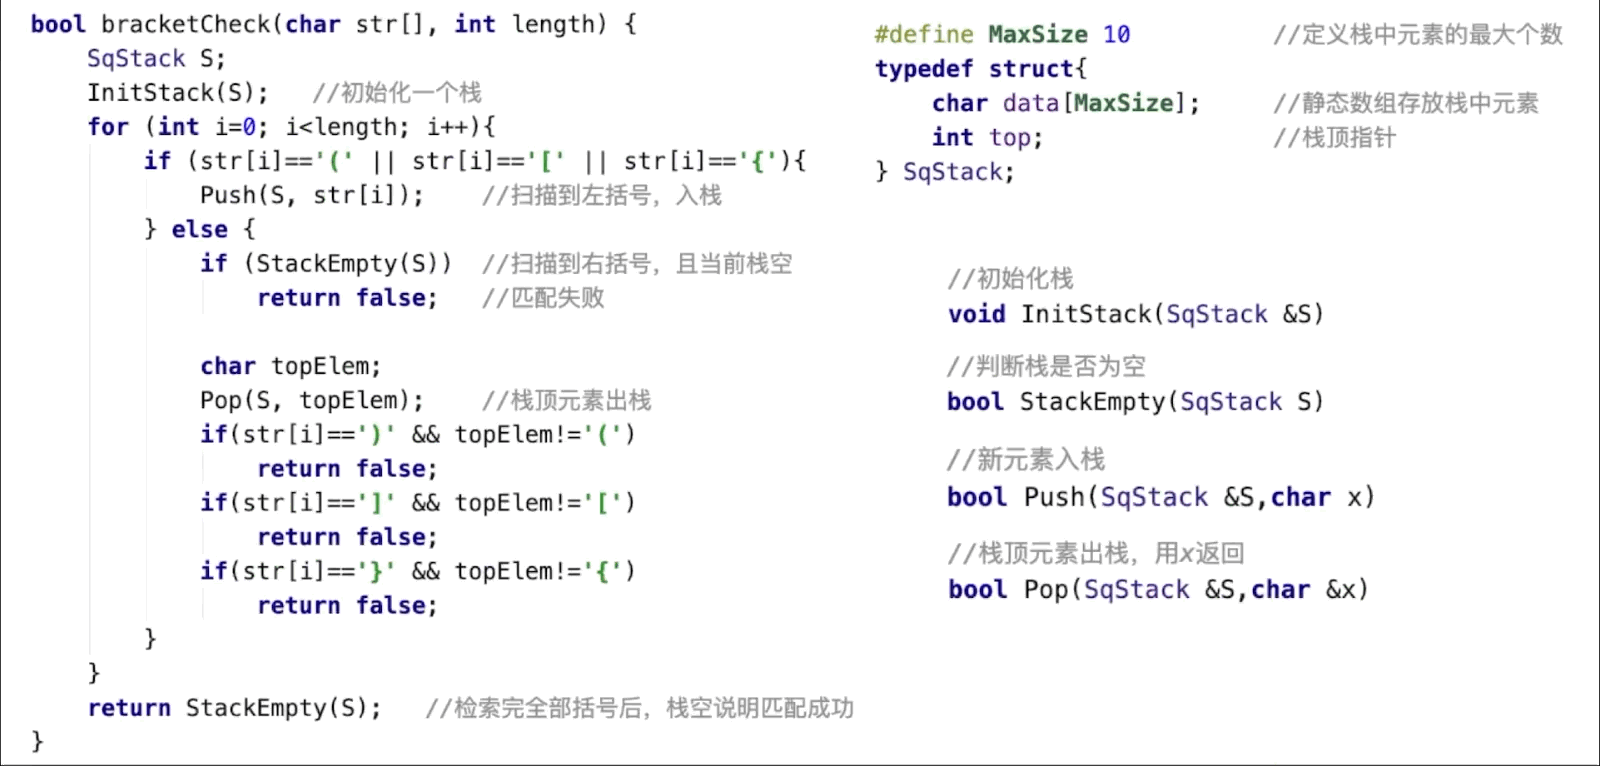 bool bracketCheck(char str[], int length) {
    SqStack S;
    InitStack(S);   //初始化一个栈
    for (int i=0; i<length; i++){
        if (str[i]=='(' || str[i]=='[' || str[i]=='{'){
            Push(S, str[i]);    //扫描到左括号，入栈
        } else {
            if (StackEmpty(S))  //扫描到右括号，且当前栈空
                return false;   //匹配失败
            char topElem;
            Pop(S, topElem);    //栈顶元素出栈
            if(str[i]==')' && topElem!='(')
                return false;
            if(str[i]==']' && topElem!='[')
                return false;
            if(str[i]=='}' && topElem!='{')
                return false;
        }
    }
    return StackEmpty(S);   //检索完全部括号后，栈空说明匹配成功
}
#define MaxSize 10          //定义栈中元素的最大个数
typedef struct{
    char data[MaxSize];     //静态数组存放栈中元素
    int top;                //栈顶指针
} SqStack;
//初始化栈
void InitStack(SqStack &S)
//判断栈是否为空
bool StackEmpty(SqStack S)
//新元素入栈
bool Push(SqStack &S,char x)
//栈顶元素出栈，用x返回
bool Pop(SqStack &S,char &x)